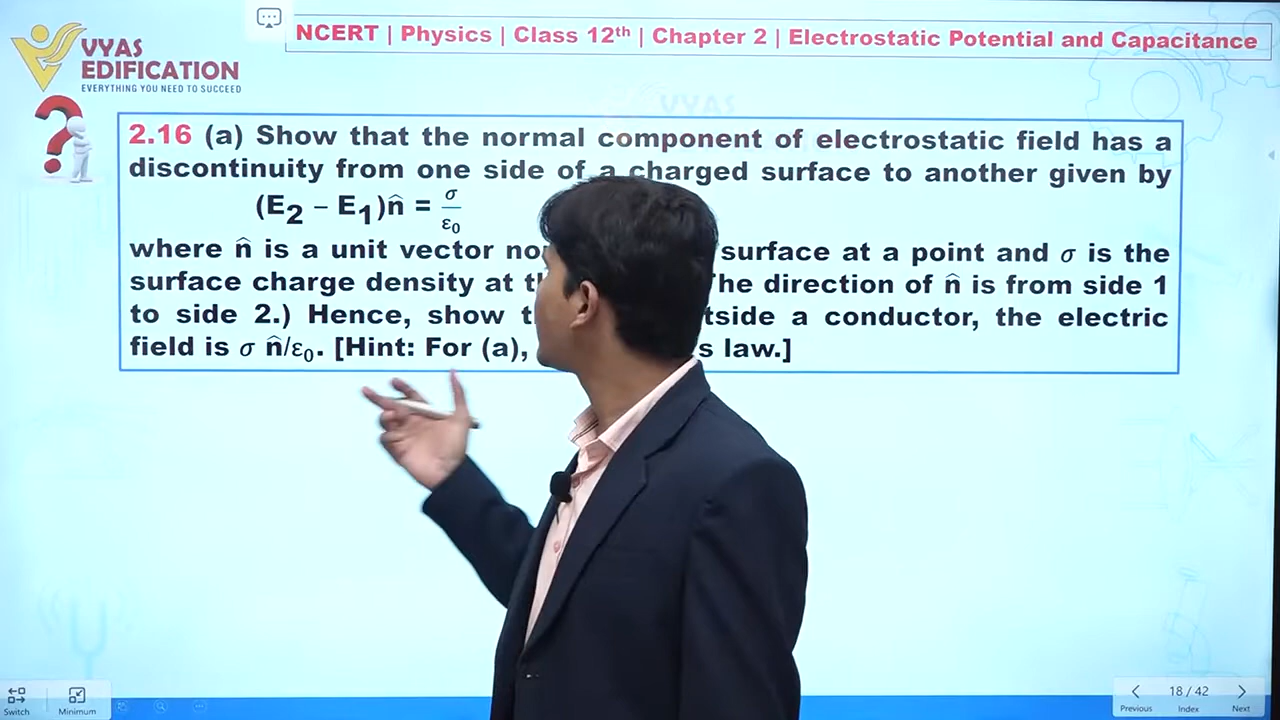 NCERT | Physics | Class 12th | Chapter 2 | Electrostatic Potential and Capacitance
VYAS
EDIFICATION
EVERYTHING YOU NEED TO SUCCEED
VYAS
2.16 (a) Show that the normal component of electrostatic field has a
discontinuity from one side of a charged surface to another given by
(E₂ − E₁)n̂ = σ/ε₀
where n̂ is a unit vector surface at a point and σ is the
surface charge density at The direction of n̂ is from side 1
to side 2.) Hence, show a conductor, the electric
field is σ n̂/ε₀. [Hint: For (a), law.]
Switch
Minimum
Previous
18 / 42
Index
Next